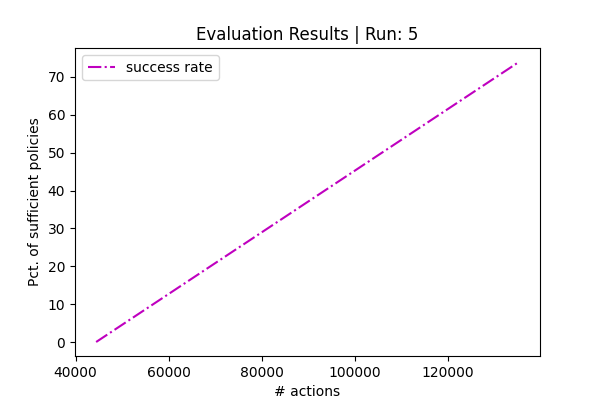 Evaluation Results | Run: 5
success rate
Pct. of sufficient policies
70
60
50
40
30
20
10
0
40000 60000 80000 100000 120000
# actions